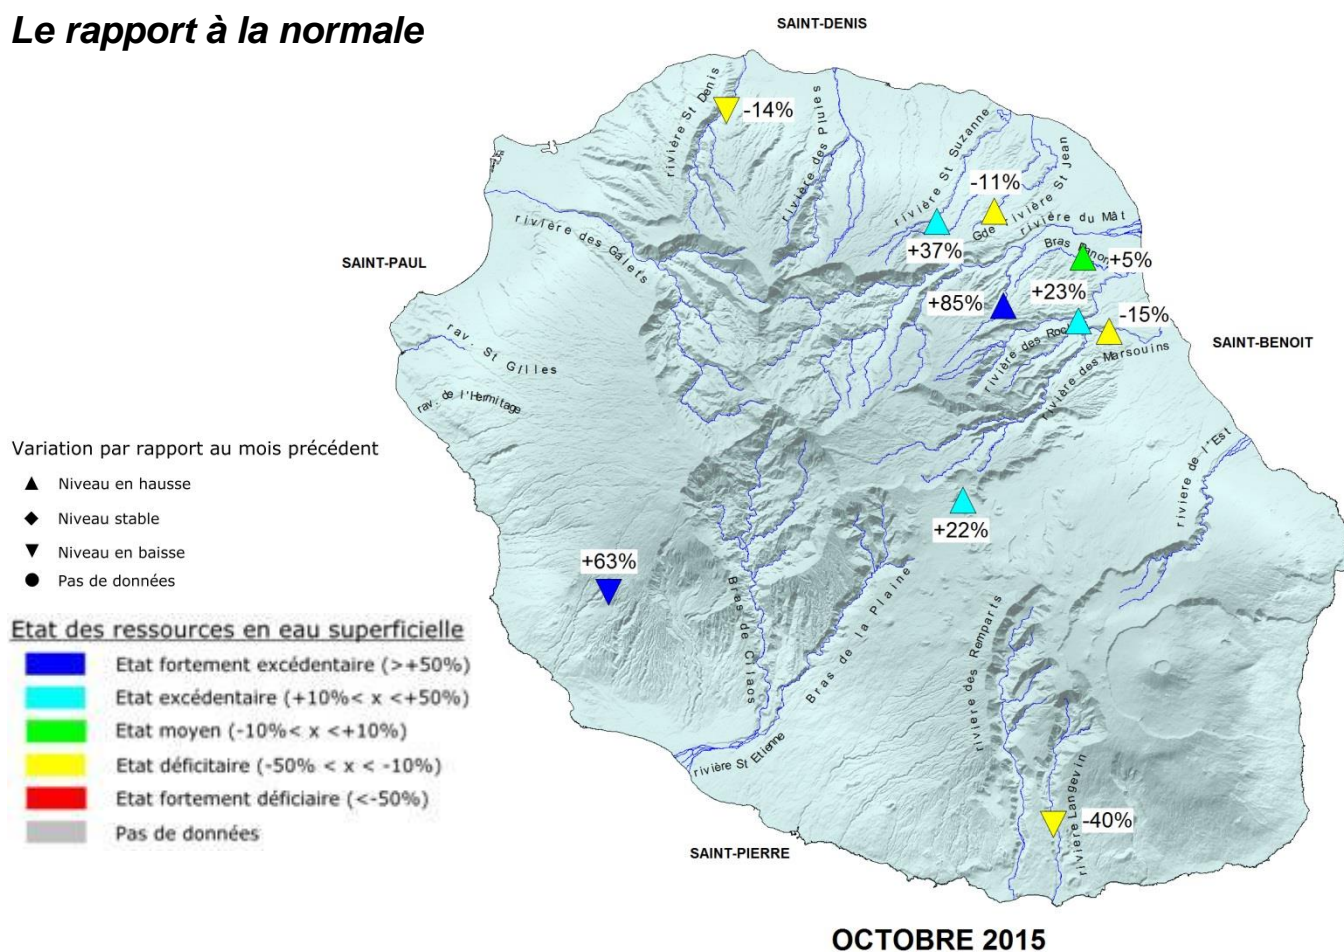 Le rapport à la normale
SAINT-DENIS
rivière St Denis
-14%
rivière des Pluies
rivière St Suzanne
-11%
Gde rivière St Jean
+37%
rivière du Mât
rivière des Galets
SAINT-PAUL
Bras Panon
+5%
+23%
+85%
-15%
rivière des Roches
rivière des Marsouins
SAINT-BENOIT
rav. St Gilles
rav. de l'Hermitage
rivière de l'Est
Variation par rapport au mois précédent
Niveau en hausse
Niveau stable
Niveau en baisse
Pas de données
+22%
+63%
Bras de Cilaos
Bras de la Plaine
rivière des Remparts
Etat des ressources en eau superficielle
Etat fortement excédentaire (>+50%)
Etat excédentaire (+10%< x <+50%)
Etat moyen (-10%< x <+10%)
Etat déficitaire (-50% < x < -10%)
Etat fortement déficiaire (<-50%)
Pas de données
rivière St Etienne
rivière Langevin
-40%
SAINT-PIERRE
OCTOBRE 2015